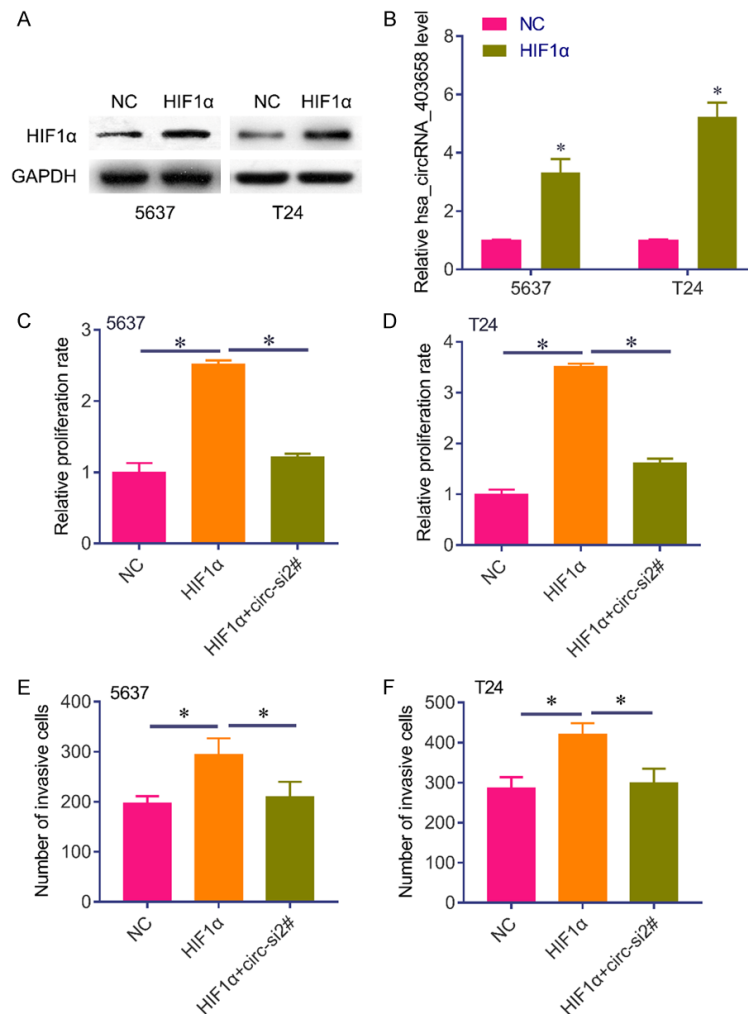 A
NC HIF1α NC HIF1α
HIF1α
GAPDH
5637 T24
B
NC
HIF1α
Relative hsa_circRNA_403658 level
8
6
4
2
0
* *
5637 T24
C
5637
Relative proliferation rate
3
2
1
0
* *
NC
HIF1α
HIF1α+circ-si2#
D
T24
Relative proliferation rate
4
3
2
1
0
* *
NC
HIF1α
HIF1α+circ-si2#
E
5637
Number of invasive cells
400
300
200
100
0
* *
NC
HIF1α
HIF1α+circ-si2#
F
T24
Number of invasive cells
500
400
300
200
100
0
* *
NC
HIF1α
HIF1α+circ-si2#